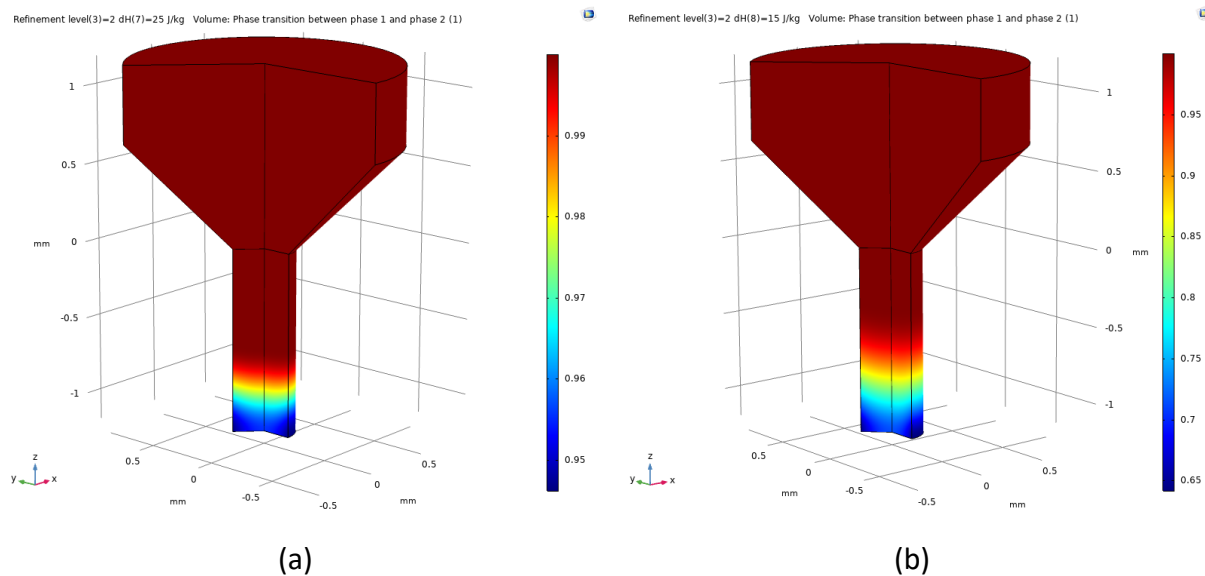 Refinement level(3)=2 dH(7)=25 J/kg Volume: Phase transition between phase 1 and phase 2 (1)
1
0.5
mm
0
-0.5
-1
0.5
0
-0.5
mm
-0.5
0
0.5
mm
y
z
x
0.99
0.98
0.97
0.96
0.95
(a)
Refinement level(3)=2 dH(8)=15 J/kg Volume: Phase transition between phase 1 and phase 2 (1)
1
0.5
0
mm
-0.5
-1
0.5
0
-0.5
mm
-0.5
0
0.5
mm
y
z
x
0.95
0.9
0.85
0.8
0.75
0.7
0.65
(b)